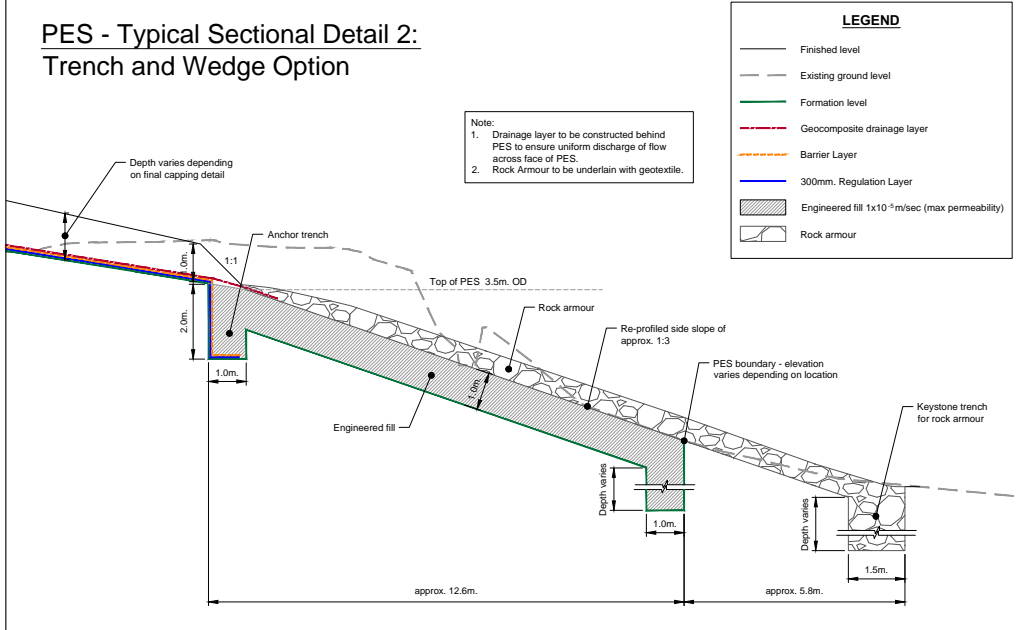 PES - Typical Sectional Detail 2:
Trench and Wedge Option
LEGEND
Finished level
Existing ground level
Formation level
Geocomposite drainage layer
Barrier Layer
300mm. Regulation Layer
Engineered fill 1x10⁻⁵ m/sec (max permeability)
Rock armour
Note:
1. Drainage layer to be constructed behind
PES to ensure uniform discharge of flow
across face of PES.
2. Rock Armour to be underlain with geotextile.
Depth varies depending
on final capping detail
Anchor trench
1:1
1.0m.
Top of PES 3.5m. OD
2.0m.
Rock armour
Re-profiled side slope of
approx. 1:3
PES boundary - elevation
varies depending on location
1.0m.
1.0m.
Keystone trench
for rock armour
Engineered fill
Depth varies
1.0m.
Depth varies
1.5m.
approx. 12.6m.
approx. 5.8m.